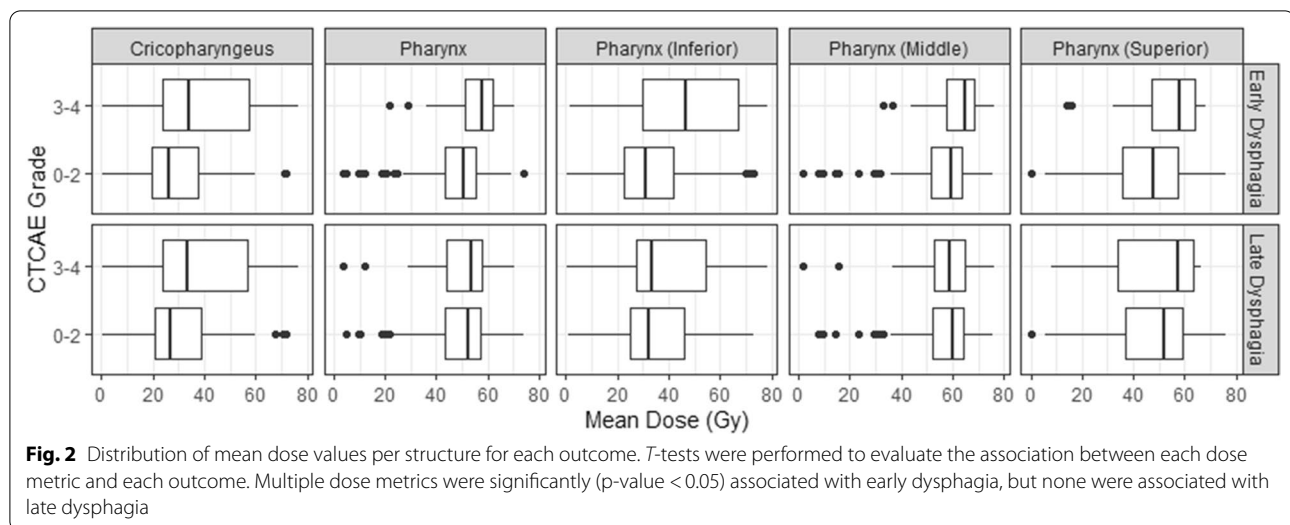 Cricopharyngeus Pharynx Pharynx (Inferior) Pharynx (Middle) Pharynx (Superior)
CTCAE Grade
3-4
0-2
Early Dysphagia
3-4
0-2
Late Dysphagia
0 20 40 60 80 0 20 40 60 80 0 20 40 60 80 0 20 40 60 80 0 20 40 60 80
Mean Dose (Gy)
Fig. 2 Distribution of mean dose values per structure for each outcome. T-tests were performed to evaluate the association between each dose
metric and each outcome. Multiple dose metrics were significantly (p-value < 0.05) associated with early dysphagia, but none were associated with
late dysphagia